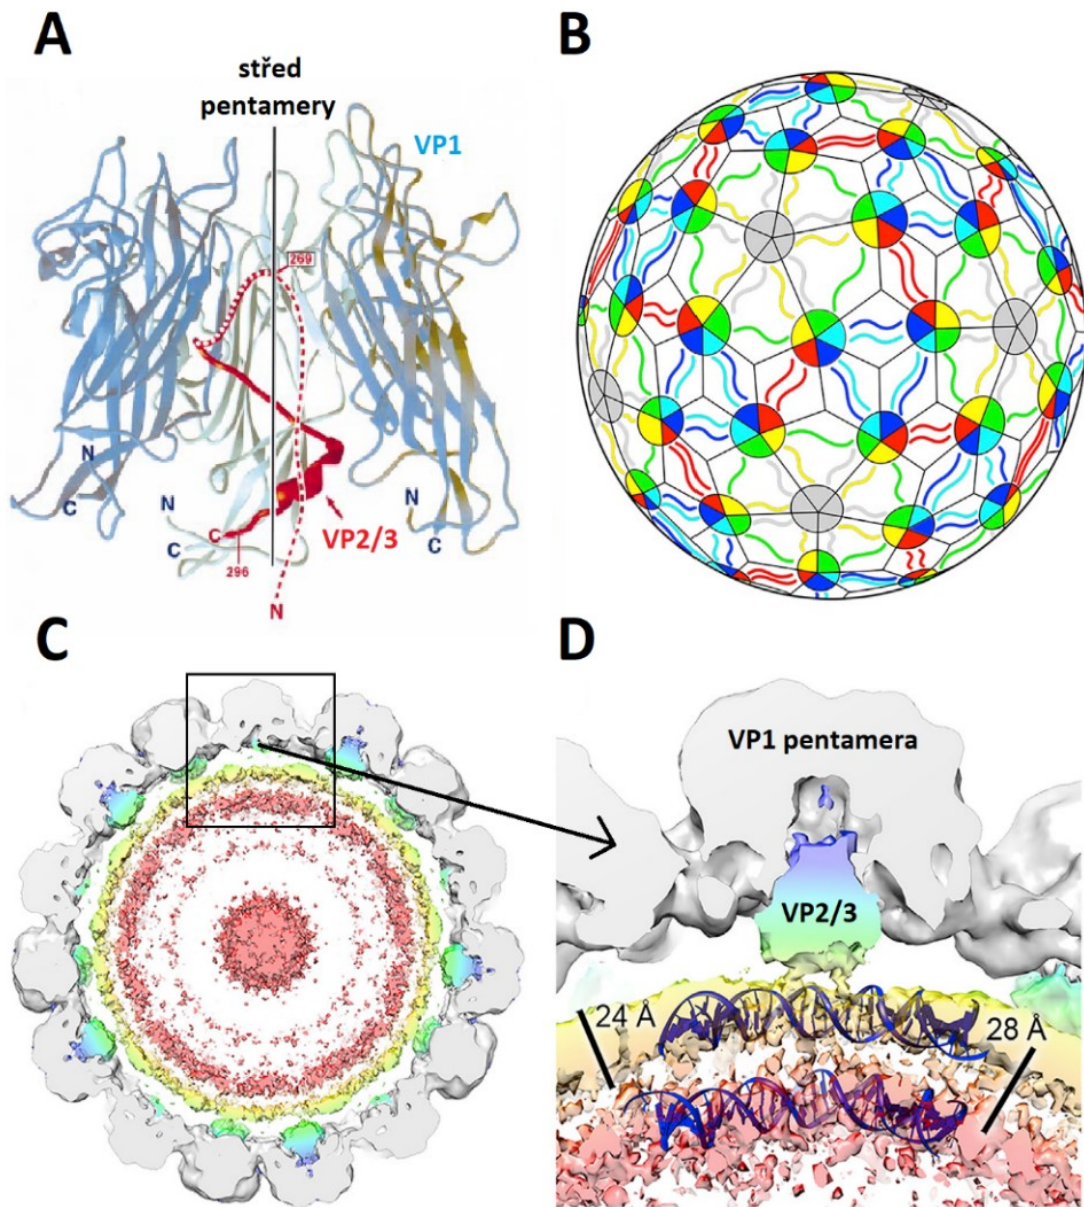 A
střed
pentamery
VP1
269
N
C
N
C
C
296
VP2/3
N
C
N
B
C
D
VP1 pentamera
VP2/3
24 Å
28 Å